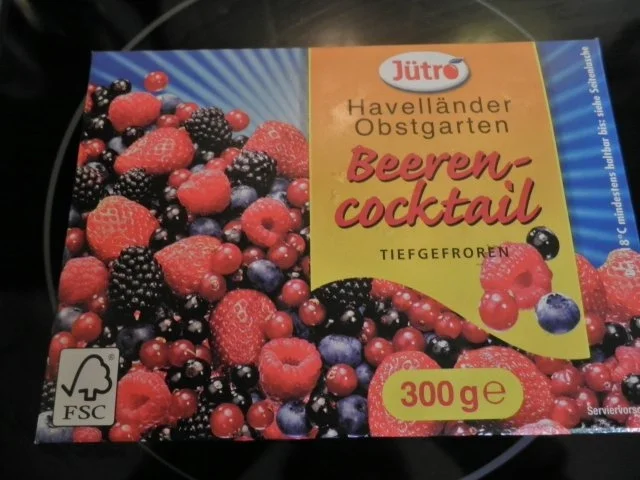 Jütro
Havelländer
Obstgarten
Beeren-
cocktail
TIEFGEFROREN
300 g e
FSC
®
8°C mindestens haltbar bis: siehe Seitenlasche